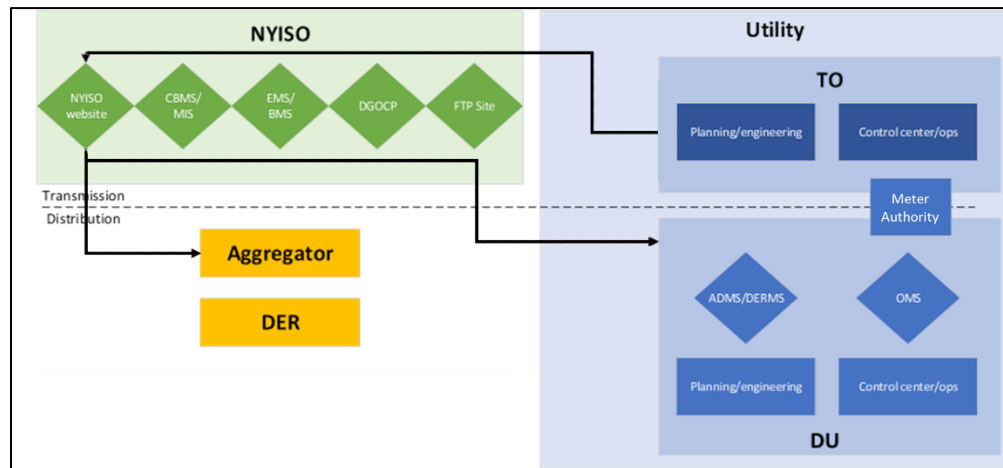 NYISO
Utility
NYISO
website
CBMS/
MIS
EMS/
BMS
DGOCP
FTP Site
TO
Planning/engineering
Control center/ops
Transmission
Distribution
Meter
Authority
Aggregator
DER
ADMS/DERMS
OMS
Planning/engineering
Control center/ops
DU